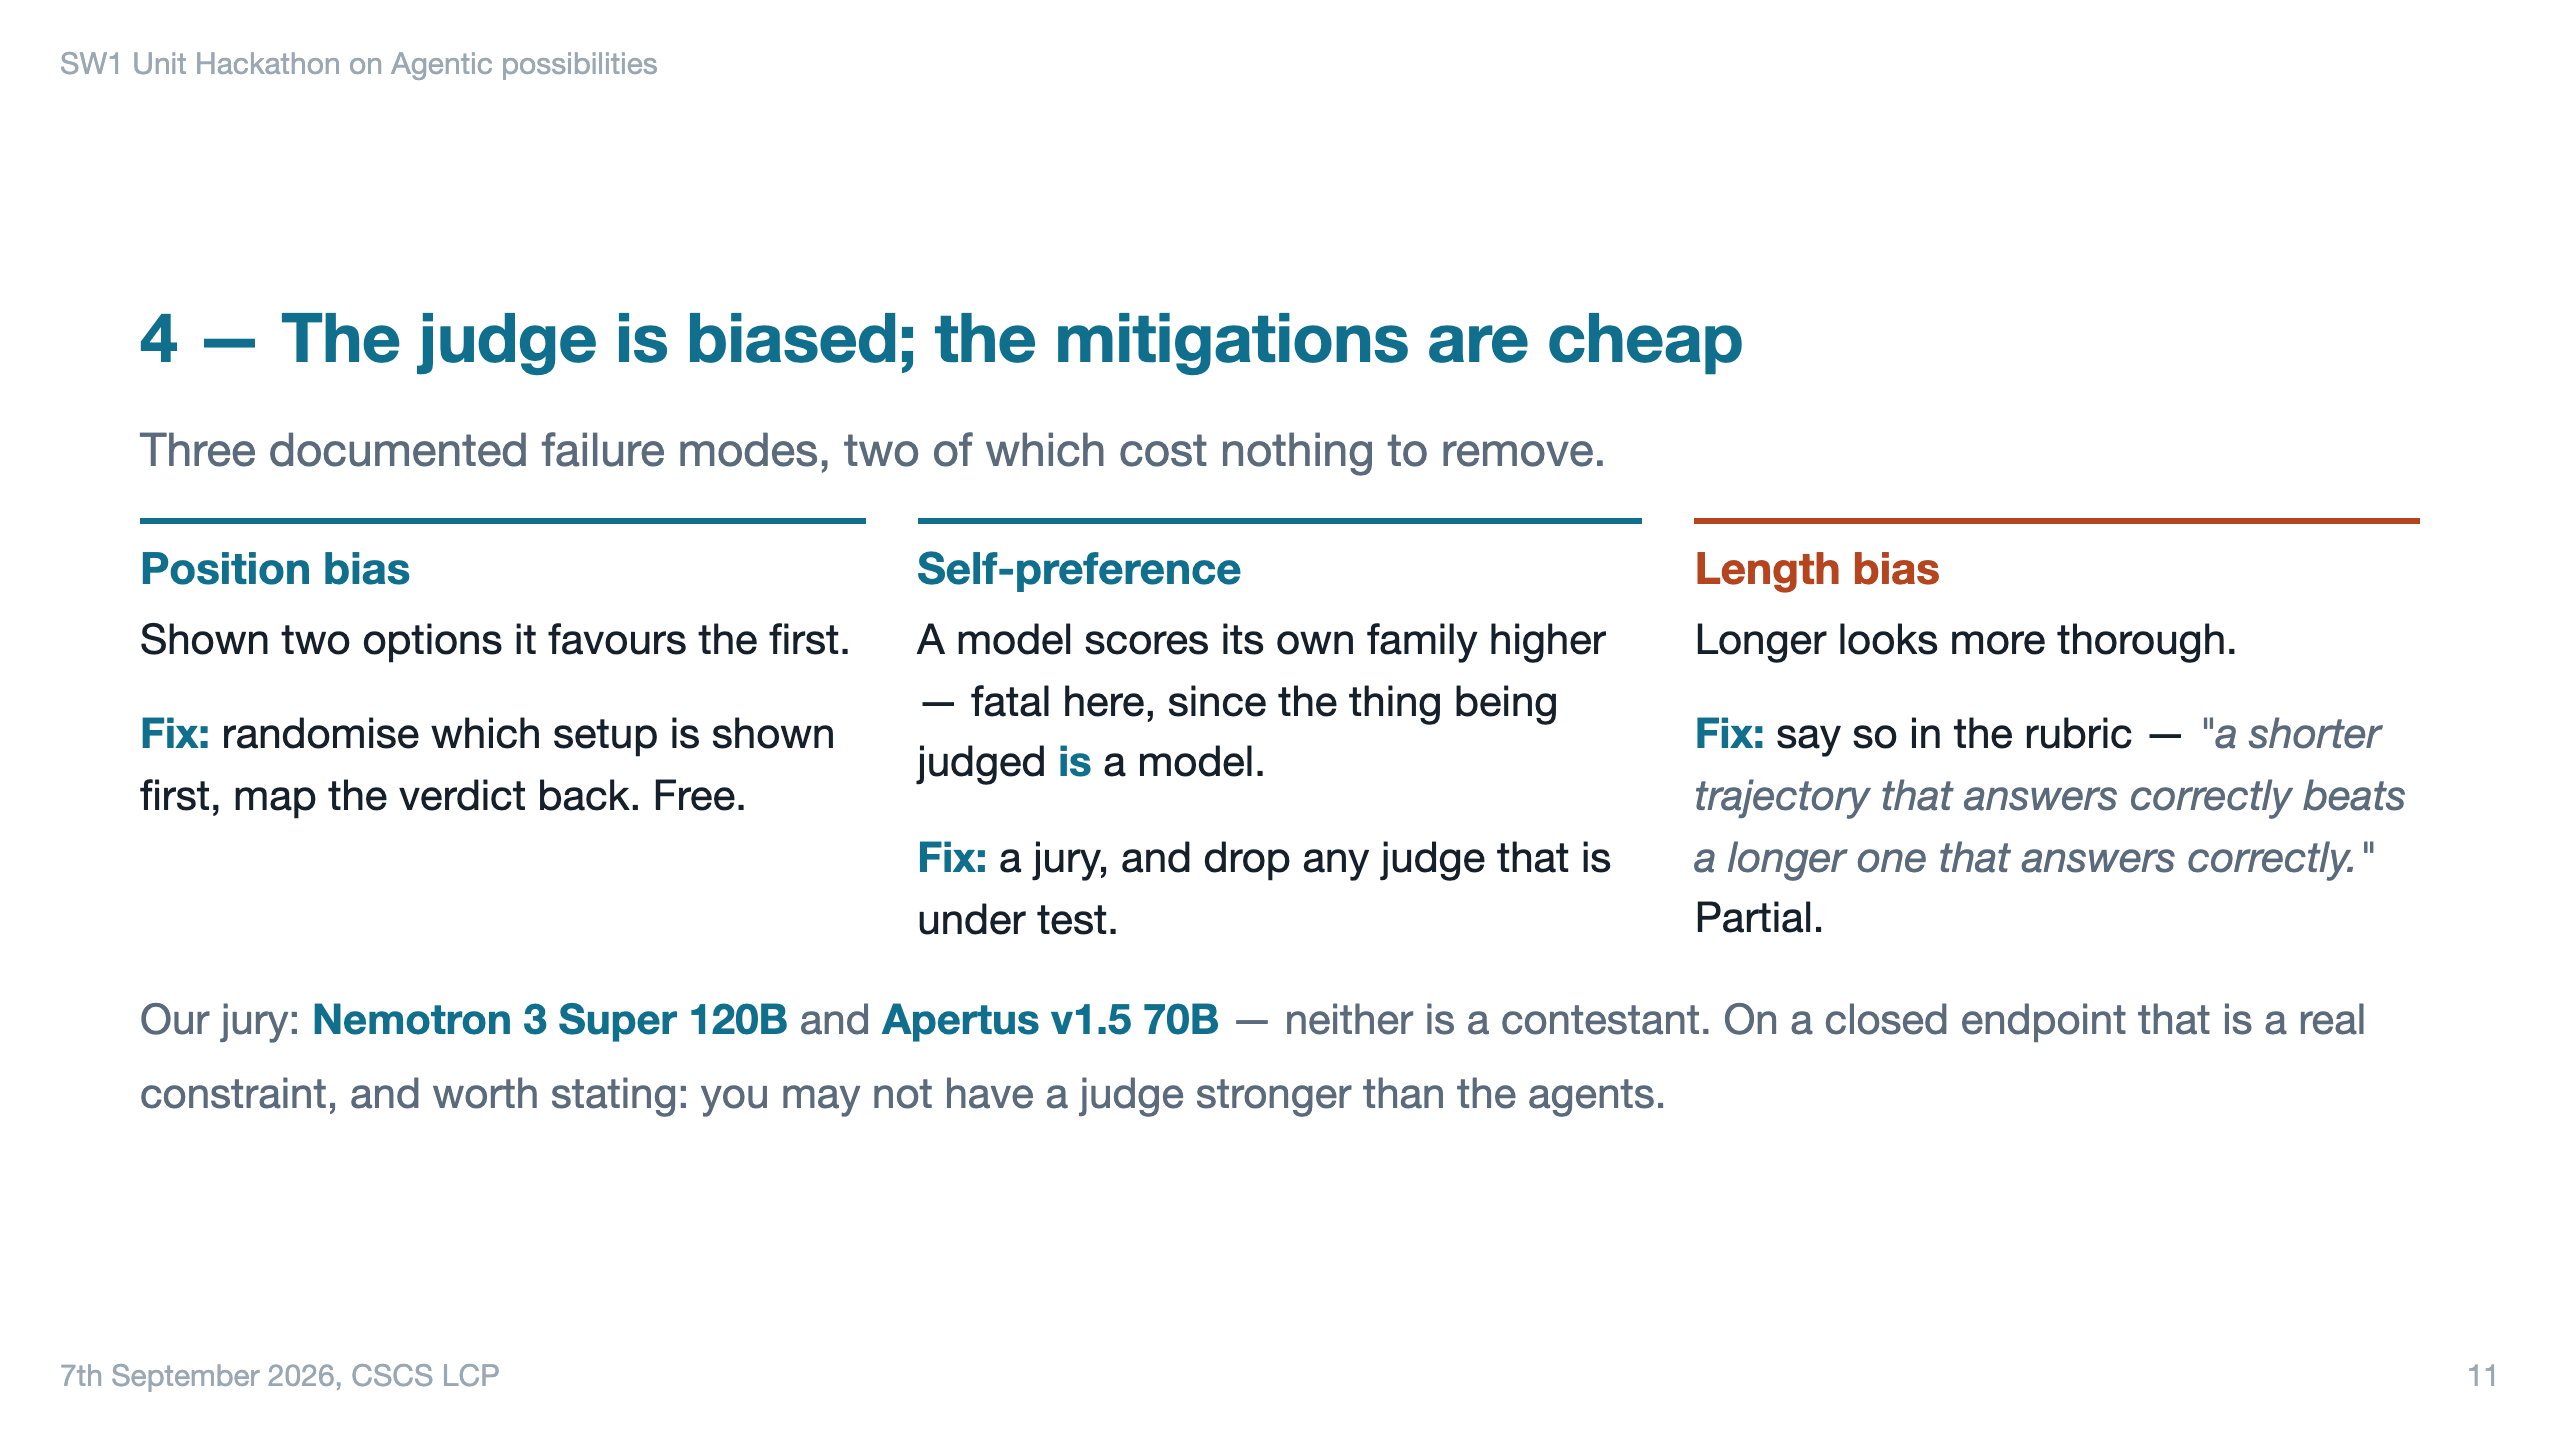 SW1 Unit Hackathon on Agentic possibilities
4 — The judge is biased; the mitigations are cheap
Three documented failure modes, two of which cost nothing to remove.
Position bias
Shown two options it favours the first.
Fix: randomise which setup is shown
first, map the verdict back. Free.
Self-preference
A model scores its own family higher
— fatal here, since the thing being
judged is a model.
Fix: a jury, and drop any judge that is
under test.
Length bias
Longer looks more thorough.
Fix: say so in the rubric — "a shorter
trajectory that answers correctly beats
a longer one that answers correctly."
Partial.
Our jury: Nemotron 3 Super 120B and Apertus v1.5 70B — neither is a contestant. On a closed endpoint that is a real
constraint, and worth stating: you may not have a judge stronger than the agents.
7th September 2026, CSCS LCP
11